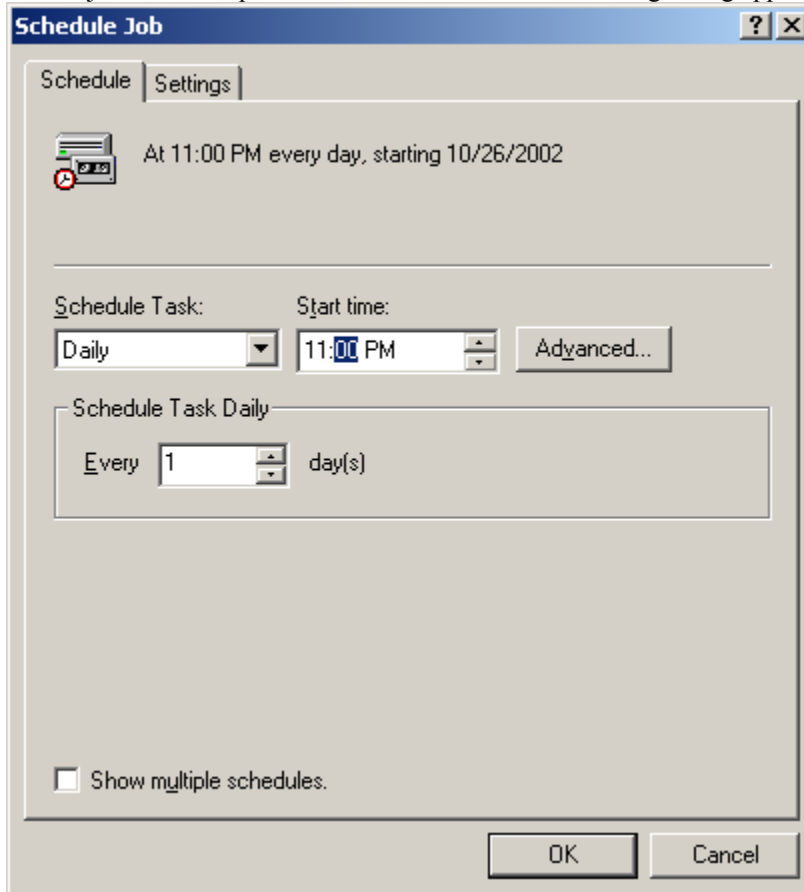 Schedule Job
Schedule Settings
At 11:00 PM every day, starting 10/26/2002
Schedule Task: Start time:
Daily 11:00 PM Advanced...
Schedule Task Daily
Every 1 day(s)
Show multiple schedules.
OK Cancel